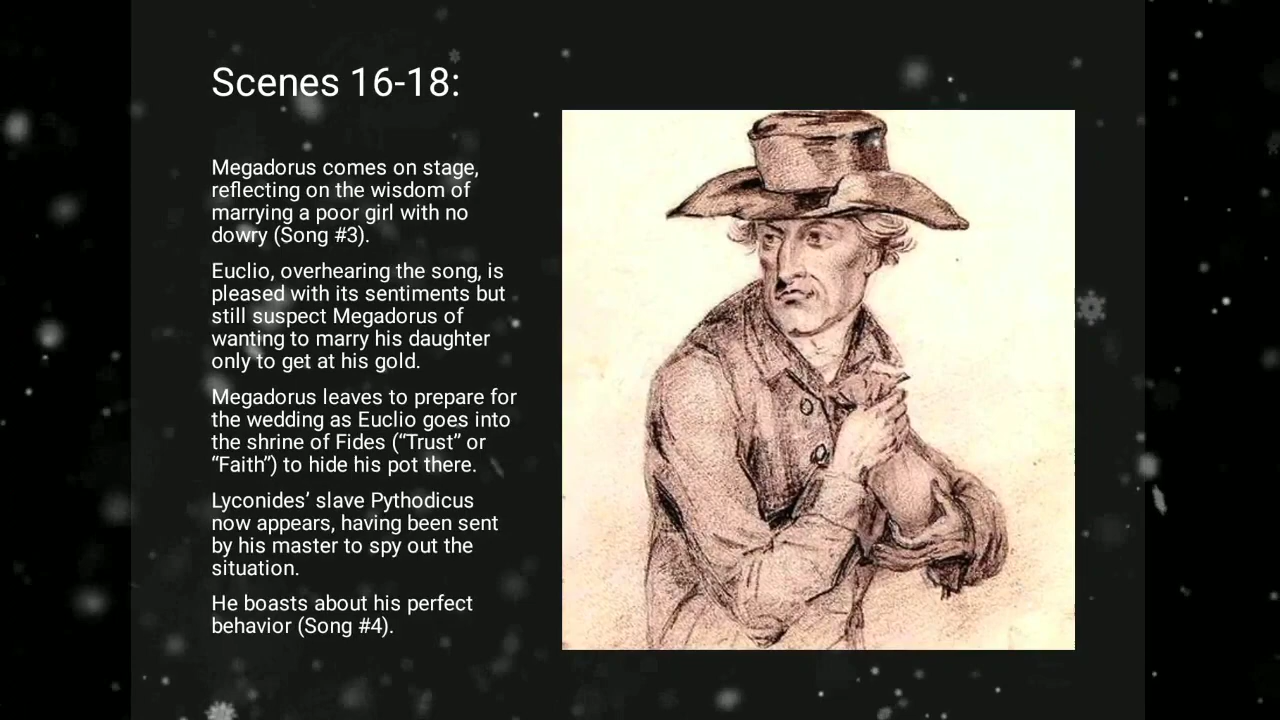 Scenes 16-18:
Megadorus comes on stage,
reflecting on the wisdom of
marrying a poor girl with no
dowry (Song #3).
Euclio, overhearing the song, is
pleased with its sentiments but
still suspect Megadorus of
wanting to marry his daughter
only to get at his gold.
Megadorus leaves to prepare for
the wedding as Euclio goes into
the shrine of Fides (“Trust” or
“Faith”) to hide his pot there.
Lyconides’ slave Pythodicus
now appears, having been sent
by his master to spy out the
situation.
He boasts about his perfect
behavior (Song #4).